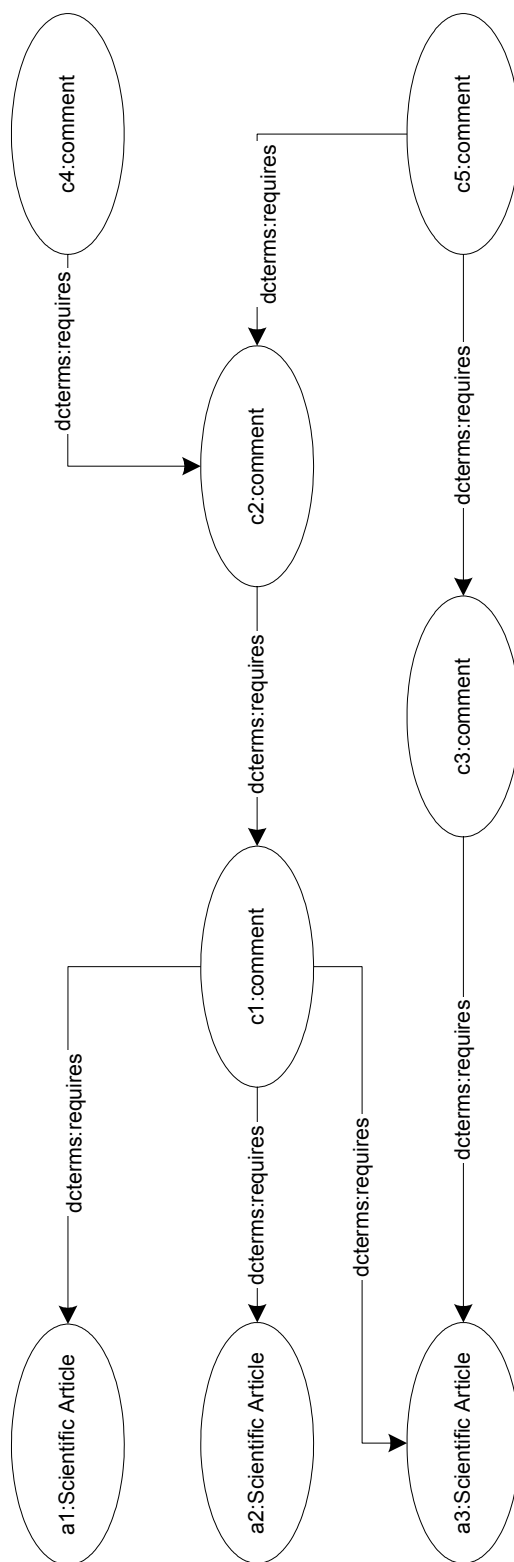 a1:Scientific Article
dcterms:requires
dcterms:requires
c4:comment
a2:Scientific Article
dcterms:requires
c1:comment
dcterms:requires
c2:comment
dcterms:requires
dcterms:requires
a3:Scientific Article
dcterms:requires
c3:comment
dcterms:requires
c5:comment